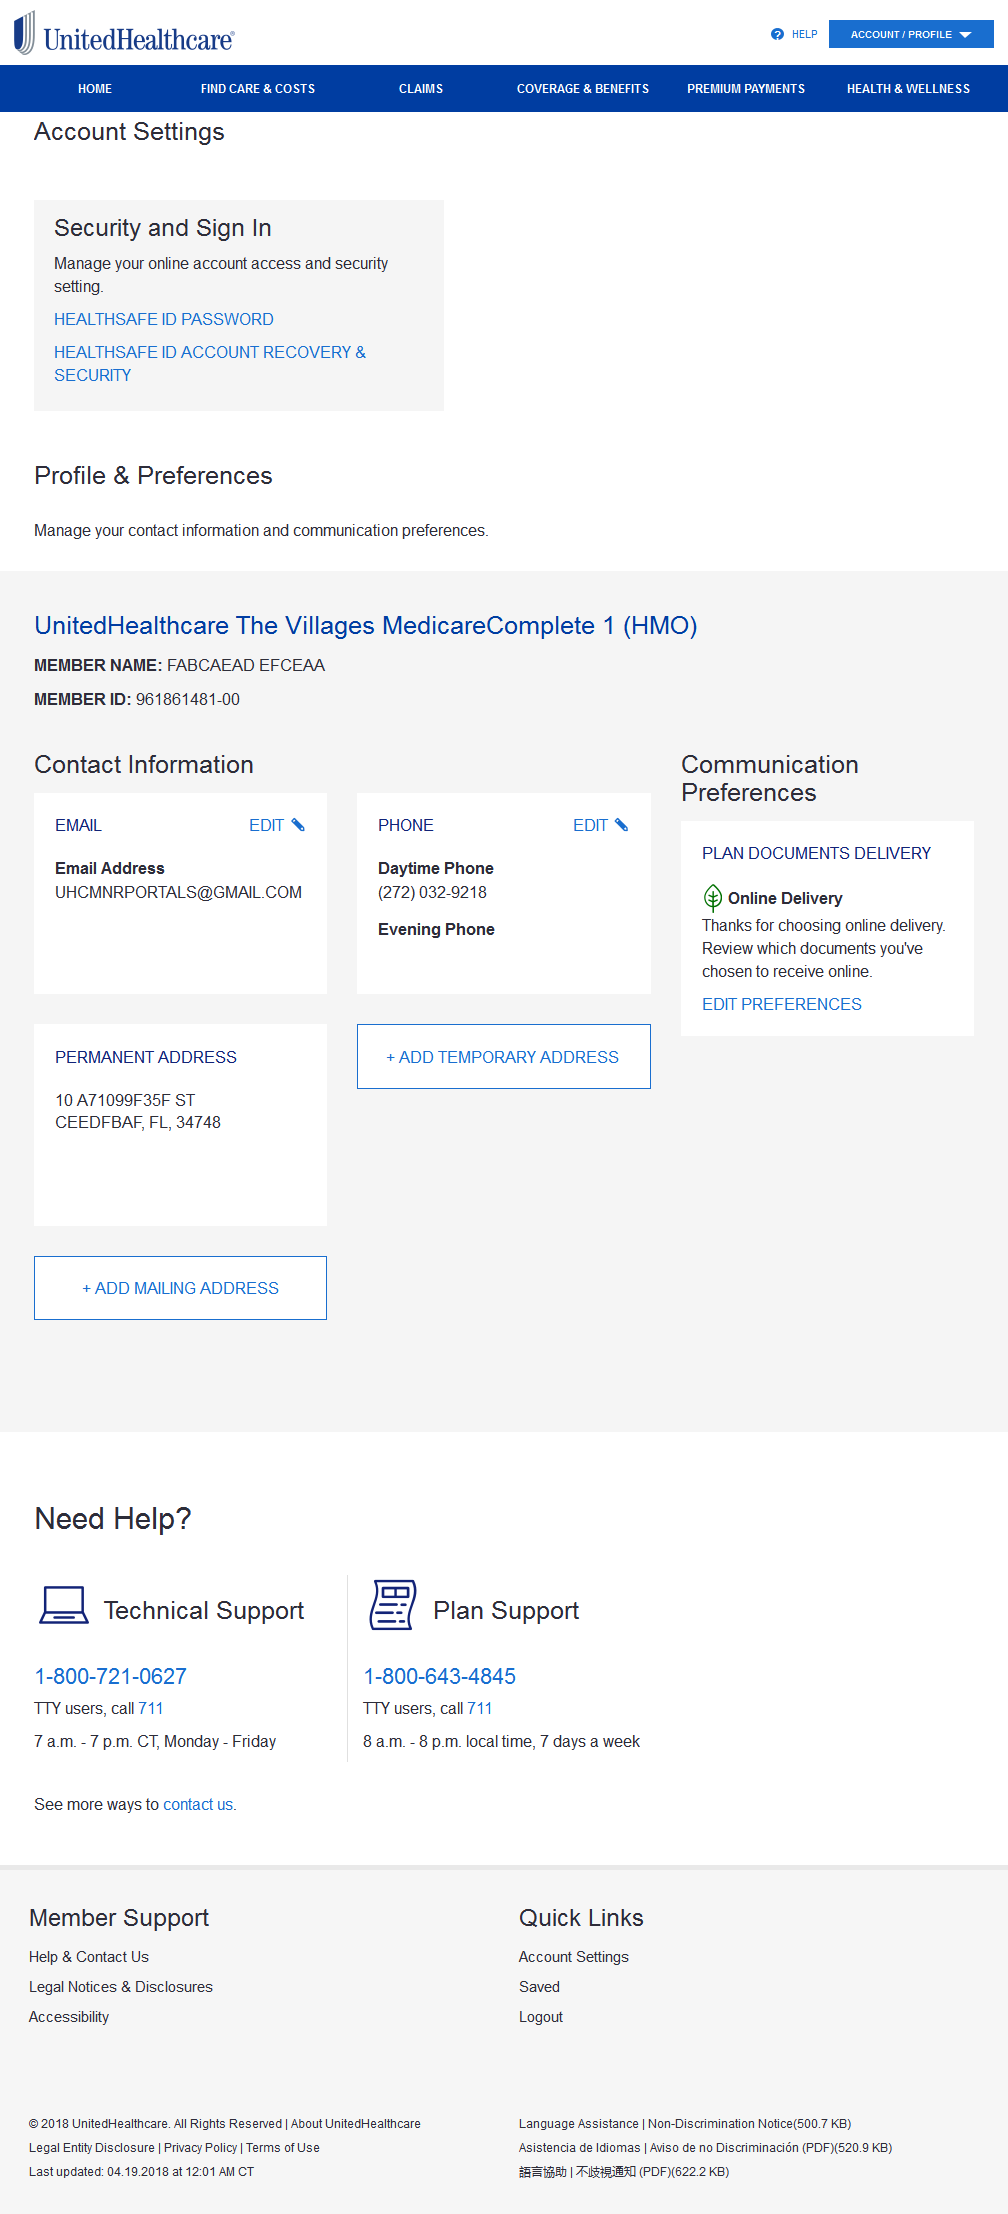 UnitedHealthcare®
HELP
ACCOUNT / PROFILE
HOME
FIND CARE & COSTS
CLAIMS
COVERAGE & BENEFITS
PREMIUM PAYMENTS
HEALTH & WELLNESS
Account Settings
Security and Sign In
Manage your online account access and security
setting.
HEALTHSAFE ID PASSWORD
HEALTHSAFE ID ACCOUNT RECOVERY &
SECURITY
Profile & Preferences
Manage your contact information and communication preferences.
UnitedHealthcare The Villages MedicareComplete 1 (HMO)
MEMBER NAME: FABCAEAD EFCEAA
MEMBER ID: 961861481-00
Contact Information
EMAIL
EDIT
Email Address
UHCMNRPORTALS@GMAIL.COM
PHONE
EDIT
Daytime Phone
(272) 032-9218
Evening Phone
Communication
Preferences
PLAN DOCUMENTS DELIVERY
Online Delivery
Thanks for choosing online delivery.
Review which documents you've
chosen to receive online.
EDIT PREFERENCES
PERMANENT ADDRESS
10 A71099F35F ST
CEEDFBAF, FL, 34748
+ ADD TEMPORARY ADDRESS
+ ADD MAILING ADDRESS
Need Help?
Technical Support
1-800-721-0627
TTY users, call 711
7 a.m. - 7 p.m. CT, Monday - Friday
Plan Support
1-800-643-4845
TTY users, call 711
8 a.m. - 8 p.m. local time, 7 days a week
See more ways to contact us.
Member Support
Help & Contact Us
Legal Notices & Disclosures
Accessibility
Quick Links
Account Settings
Saved
Logout
© 2018 UnitedHealthcare. All Rights Reserved | About UnitedHealthcare
Legal Entity Disclosure | Privacy Policy | Terms of Use
Last updated: 04.19.2018 at 12:01 AM CT
Language Assistance | Non-Discrimination Notice(500.7 KB)
Asistencia de Idiomas | Aviso de no Discriminación (PDF)(520.9 KB)
語言協助 | 不歧視通知 (PDF)(622.2 KB)